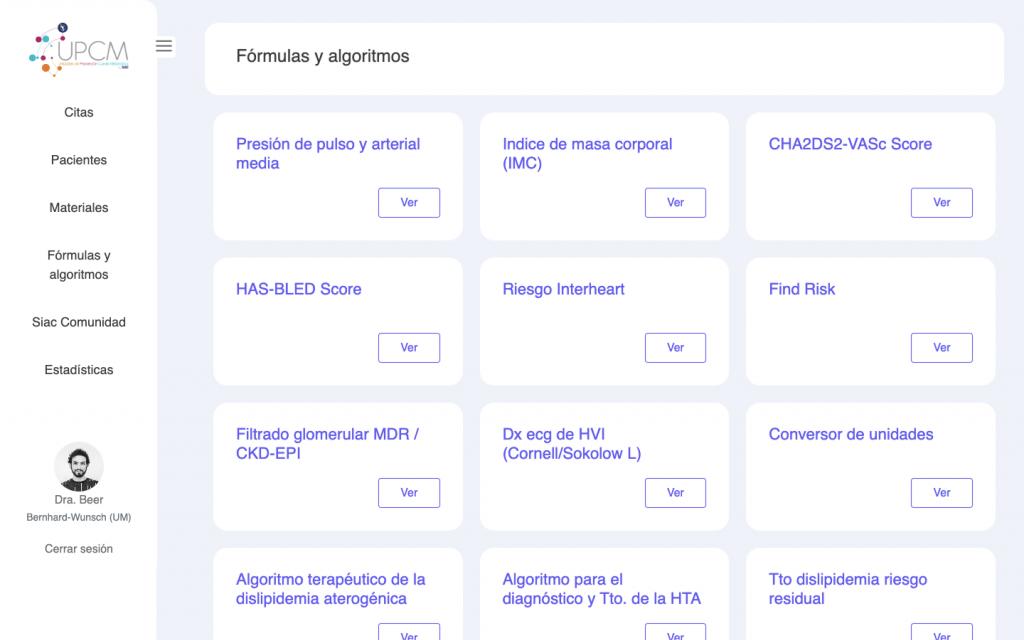 UPCM
Citas
Pacientes
Materiales
Fórmulas y
algoritmos
Siac Comunidad
Estadísticas
Dra. Beer
Bernhard-Wunsch (UM)
Cerrar sesión
Fórmulas y algoritmos
Presión de pulso y arterial
media
Ver
Indice de masa corporal
(IMC)
Ver
CHA2DS2-VASc Score
Ver
HAS-BLED Score
Ver
Riesgo Interheart
Ver
Find Risk
Ver
Filtrado glomerular MDR /
CKD-EPI
Ver
Dx ecg de HVI
(Cornell/Sokolow L)
Ver
Conversor de unidades
Ver
Algoritmo terapéutico de la
dislipidemia aterogénica
Ver
Algoritmo para el
diagnóstico y Tto. de la HTA
Ver
Tto dislipidemia riesgo
residual
Ver